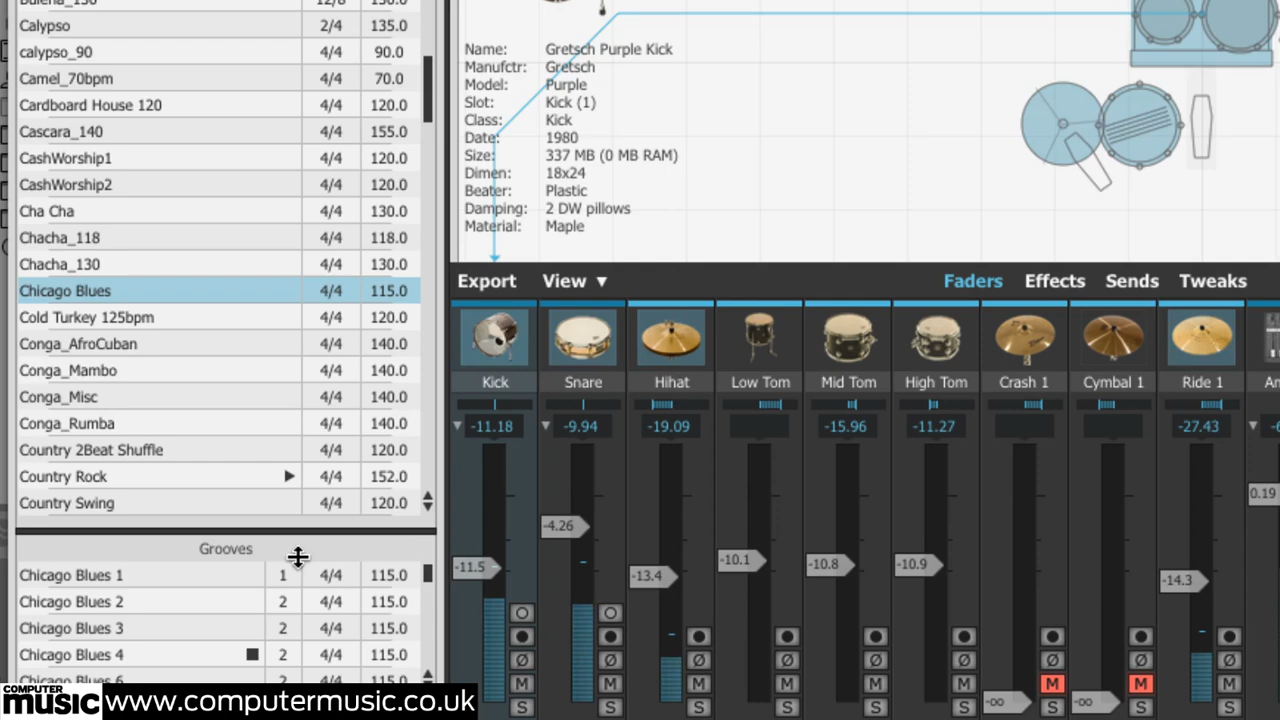 Calypso 2/4 135.0
calypso_90 4/4 90.0
Camel_70bpm 4/4 70.0
Cardboard House 120 4/4 120.0
Cascara_140 4/4 155.0
CashWorship1 4/4 120.0
CashWorship2 4/4 120.0
Cha Cha 4/4 130.0
Chacha_118 4/4 118.0
Chacha_130 4/4 130.0
Chicago Blues 4/4 115.0
Cold Turkey 125bpm 4/4 120.0
Conga_AfroCuban 4/4 140.0
Conga_Mambo 4/4 140.0
Conga_Misc 4/4 140.0
Conga_Rumba 4/4 140.0
Country 2Beat Shuffle 4/4 120.0
Country Rock 4/4 152.0
Country Swing 4/4 120.0
Grooves
Chicago Blues 1 1 4/4 115.0
Chicago Blues 2 2 4/4 115.0
Chicago Blues 3 2 4/4 115.0
Chicago Blues 4 2 4/4 115.0
Name: Gretsch Purple Kick
Manufctr: Gretsch
Model: Purple
Slot: Kick (1)
Class: Kick
Date: 1980
Size: 337 MB (0 MB RAM)
Dimen: 18x24
Beater: Plastic
Damping: 2 DW pillows
Material: Maple
Export View ▼ Faders Effects Sends Tweaks
Kick Snare Hihat Low Tom Mid Tom High Tom Crash 1 Cymbal 1 Ride 1
-11.18 -9.94 -19.09 -15.96 -11.27 -27.43
0.19
-4.26
-11.5 -13.4 -10.1 -10.8 -10.9 -14.3
Ø Ø Ø Ø Ø Ø Ø Ø Ø
M M M M M M M M M
-∞ -∞
S S S S S S S S S
COMPUTER music www.computermusic.co.uk